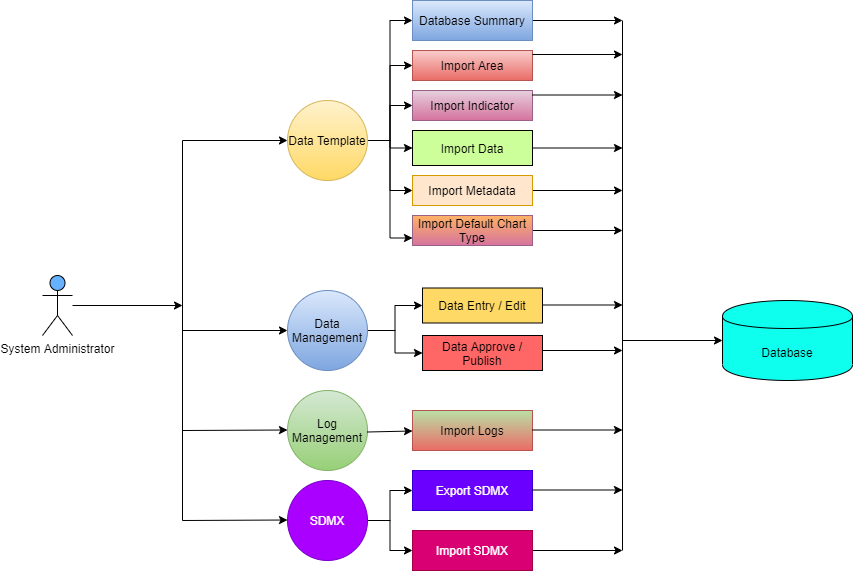 Database Summary
Import Area
Import Indicator
Data Template
Import Data
Import Metadata
Import Default Chart
Type
System Administrator
Data
Management
Data Entry / Edit
Data Approve /
Publish
Database
Log
Management
Import Logs
SDMX
Export SDMX
Import SDMX